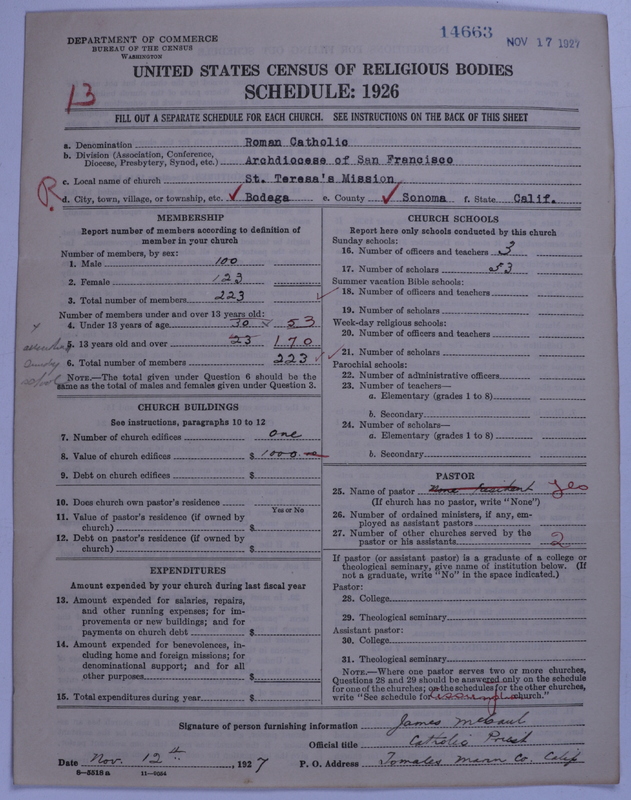 14663
NOV 17 1927
DEPARTMENT OF COMMERCE
BUREAU OF THE CENSUS
WASHINGTON
UNITED STATES CENSUS OF RELIGIOUS BODIES
SCHEDULE: 1926
13
FILL OUT A SEPARATE SCHEDULE FOR EACH CHURCH. SEE INSTRUCTIONS ON THE BACK OF THIS SHEET
a. Denomination Roman Catholic
b. Division (Association, Conference,
Diocese, Presbytery, Synod, etc.) Archdiocese of San Francisco
c. Local name of church St. Teresa's Mission
R
d. City, town, village, or township, etc. Bodega e. County Sonoma f. State Calif.
MEMBERSHIP
Report number of members according to definition of
member in your church
Number of members, by sex:
1. Male 100
2. Female 123
3. Total number of members 223
Number of members under and over 13 years old:
4. Under 13 years of age 30 53
5. 13 years old and over 23 170
6. Total number of members 223
NOTE.—The total given under Question 6 should be the
same as the total of males and females given under Question 3.
CHURCH BUILDINGS
See instructions, paragraphs 10 to 12
7. Number of church edifices one
8. Value of church edifices $ 1000
9. Debt on church edifices $
10. Does church own pastor's residence
Yes or No
11. Value of pastor's residence (if owned by
church) $
12. Debt on pastor's residence (if owned by
church) $
EXPENDITURES
Amount expended by your church during last fiscal year
13. Amount expended for salaries, repairs,
and other running expenses; for im-
provements or new buildings; and for
payments on church debt $
14. Amount expended for benevolences, in-
cluding home and foreign missions; for
denominational support; and for all
other purposes $
15. Total expenditures during year $
CHURCH SCHOOLS
Report here only schools conducted by this church
Sunday schools:
16. Number of officers and teachers 3
17. Number of scholars 53
Summer vacation Bible schools:
18. Number of officers and teachers
19. Number of scholars
Week-day religious schools:
20. Number of officers and teachers
21. Number of scholars
Parochial schools:
22. Number of administrative officers
23. Number of teachers—
a. Elementary (grades 1 to 8)
b. Secondary
24. Number of scholars—
a. Elementary (grades 1 to 8)
b. Secondary
PASTOR
25. Name of pastor None Resident yes
(If church has no pastor, write "None")
26. Number of ordained ministers, if any, em-
ployed as assistant pastors
27. Number of other churches served by the
pastor or his assistants 2
If pastor (or assistant pastor) is a graduate of a college or
theological seminary, give name of institution below. (If
not a graduate, write "No" in the space indicated.)
Pastor:
28. College
29. Theological seminary
Assistant pastor:
30. College
31. Theological seminary
NOTE.—Where one pastor serves two or more churches,
Questions 28 and 29 should be answered only on the schedule
for one of the churches; on the schedules for the other churches,
write "See schedule for church."
Signature of person furnishing information James McCaul
Official title Catholic Priest
Date Nov. 12th, 1927 P. O. Address Tomales Marin Co. Calif
8—5518 a 11—9064